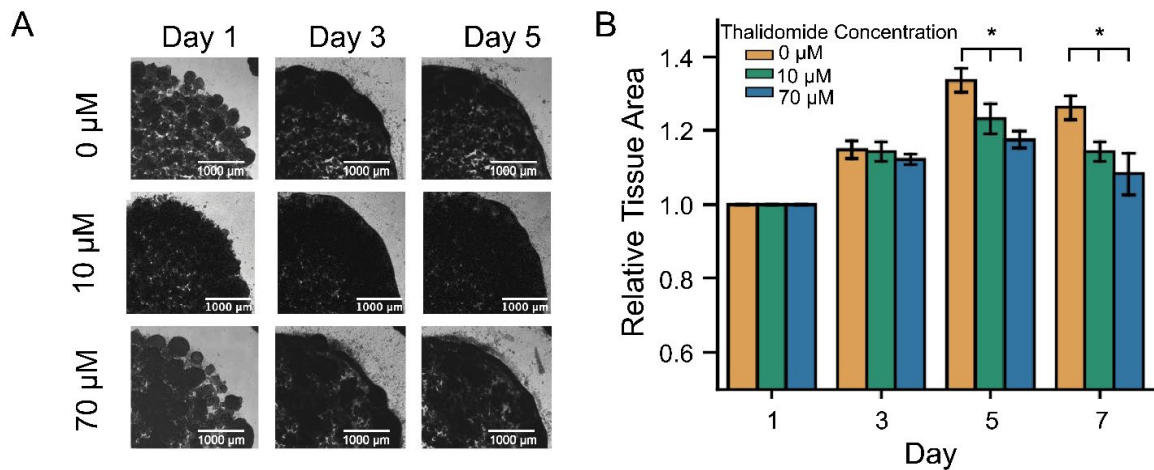 A
Day 1 Day 3 Day 5
0 µM
1000 µm 1000 µm 1000 µm
10 µM
1000 µm 1000 µm 1000 µm
70 µM
1000 µm 1000 µm 1000 µm
B
Thalidomide Concentration
0 µM
10 µM
70 µM
* *
Relative Tissue Area
1.4
1.2
1.0
0.8
0.6
1 3 5 7
Day